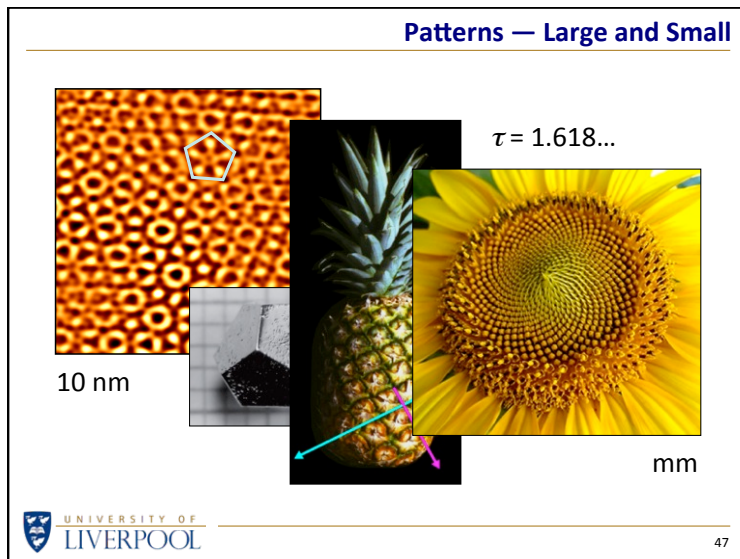 Patterns — Large and Small
τ = 1.618...
10 nm
mm
UNIVERSITY OF
LIVERPOOL
47